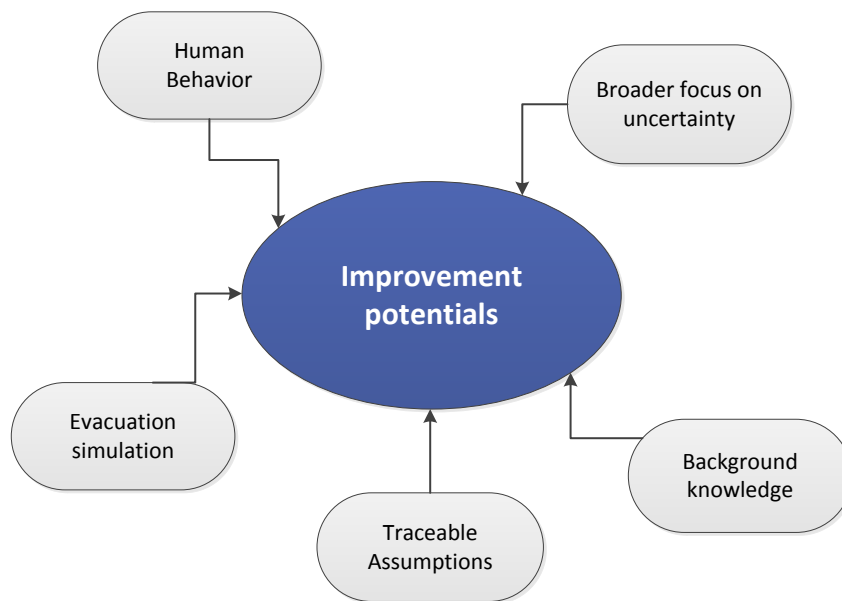 Human
Behavior
Broader focus on
uncertainty
Improvement
potentials
Evacuation
simulation
Background
knowledge
Traceable
Assumptions